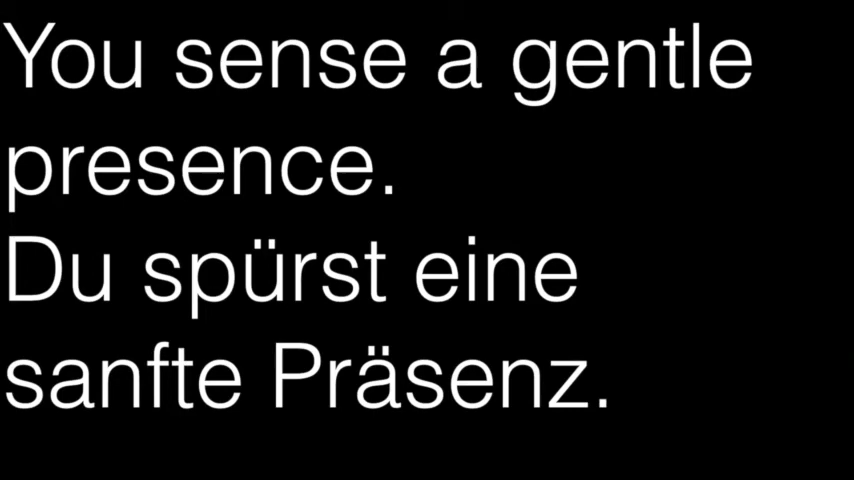 You sense a gentle
presence.
Du spürst eine
sanfte Präsenz.